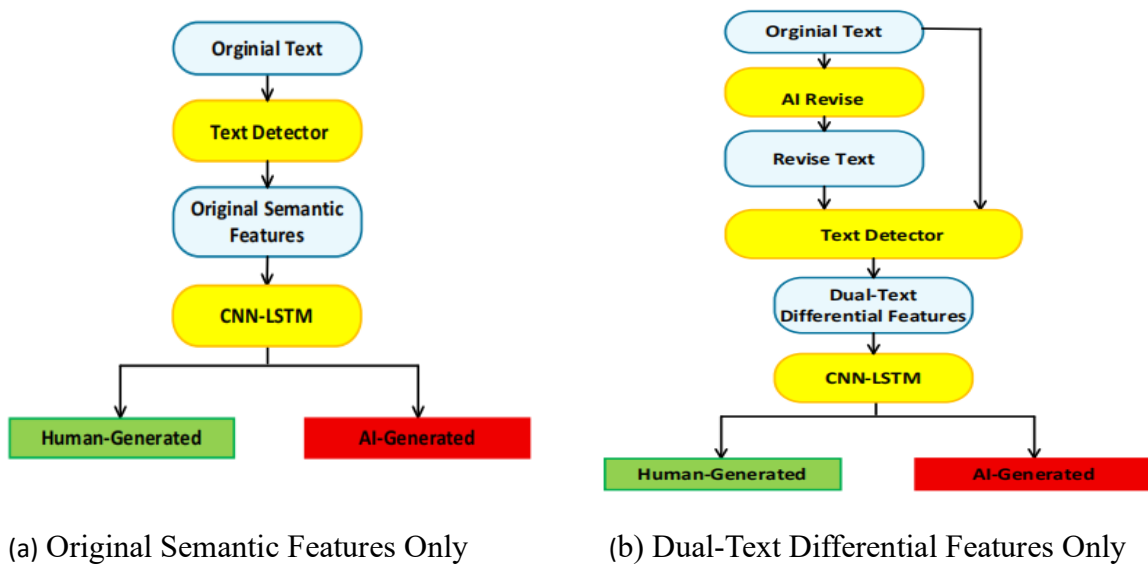 Orginial Text
Text Detector
Original Semantic
Features
CNN-LSTM
Human-Generated
AI-Generated
(a) Original Semantic Features Only
Orginial Text
AI Revise
Revise Text
Text Detector
Dual-Text
Differential Features
CNN-LSTM
Human-Generated
AI-Generated
(b) Dual-Text Differential Features Only